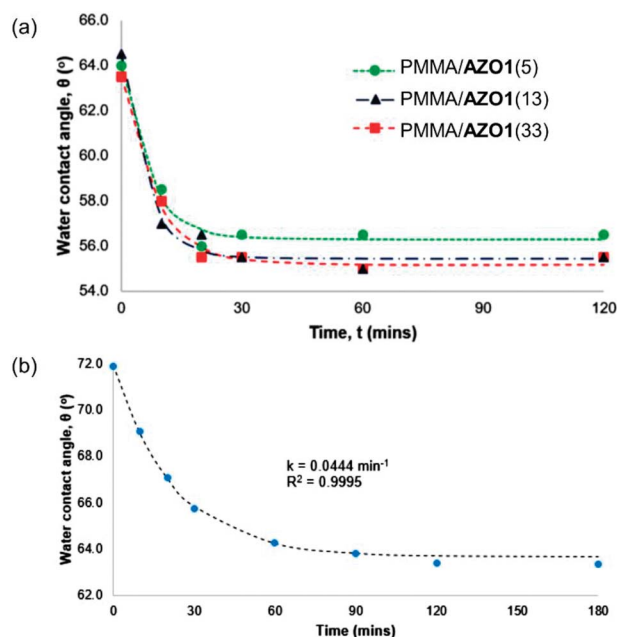 (a)
66.0
64.0
62.0
60.0
58.0
56.0
54.0
Water contact angle, θ (º)
PMMA/AZO1(5)
PMMA/AZO1(13)
PMMA/AZO1(33)
0 30 60 90 120
Time, t (mins)
(b)
72.0
70.0
68.0
66.0
64.0
62.0
Water contact angle, θ (º)
k = 0.0444 min⁻¹
R² = 0.9995
0 30 60 90 120 150 180
Time (mins)